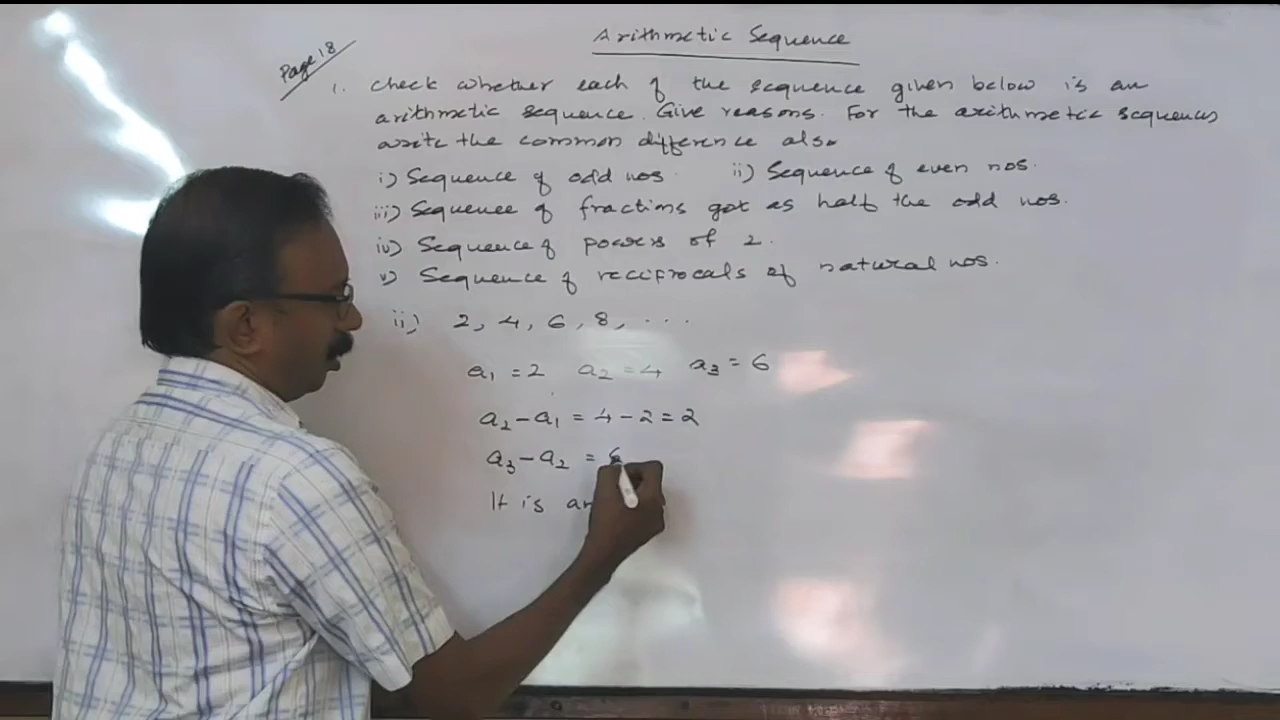 Arithmetic Sequence
Page 18
1. Check whether each of the sequence given below is an
arithmetic sequence. Give reasons. For the arithmetic sequences
write the common difference also
i) Sequence of odd nos. ii) Sequence of even nos.
iii) Sequence of fractions got as half the odd nos.
iv) Sequence of powers of 2.
v) Sequence of reciprocals of natural nos.
ii) 2, 4, 6, 8, ...
a₁ = 2 a₂ = 4 a₃ = 6
a₂ - a₁ = 4 - 2 = 2
a₃ - a₂ = 6
It is